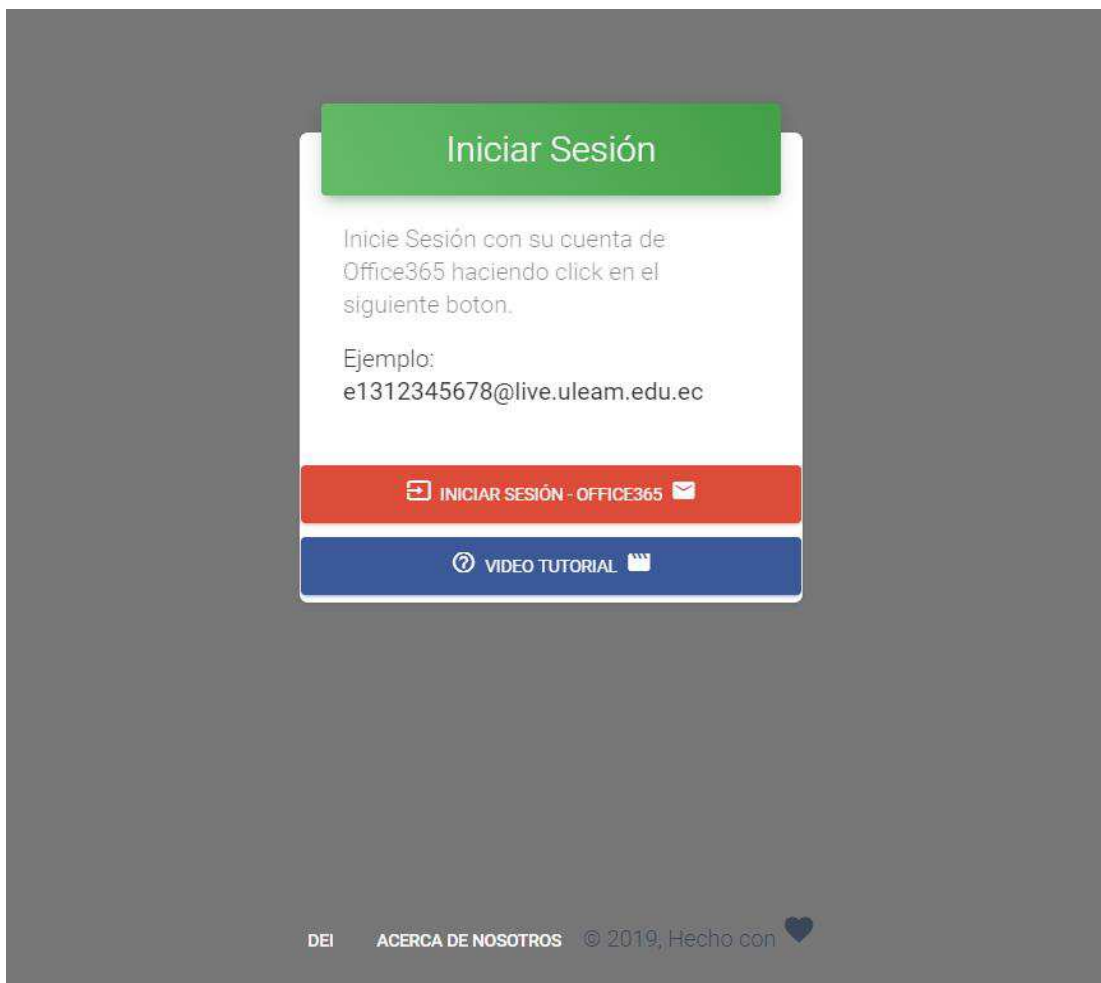 Iniciar Sesión
Inicie Sesión con su cuenta de
Office365 haciendo click en el
siguiente boton.
Ejemplo:
e1312345678@live.uleam.edu.ec
INICIAR SESIÓN - OFFICE365
VIDEO TUTORIAL
DEI ACERCA DE NOSOTROS © 2019, Hecho con